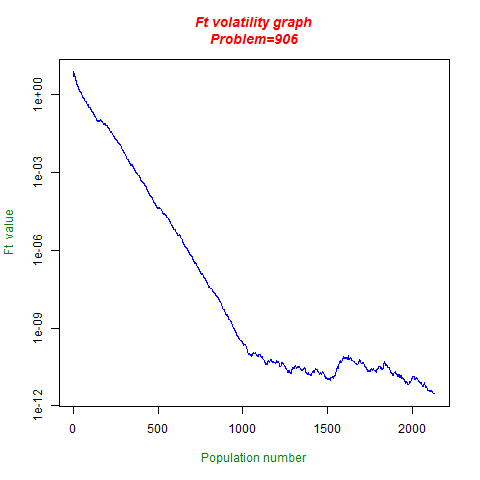 Ft volatility graph
Problem=906
1e+00
1e-03
1e-06
1e-09
1e-12
Ft value
0
500
1000
1500
2000
Population number